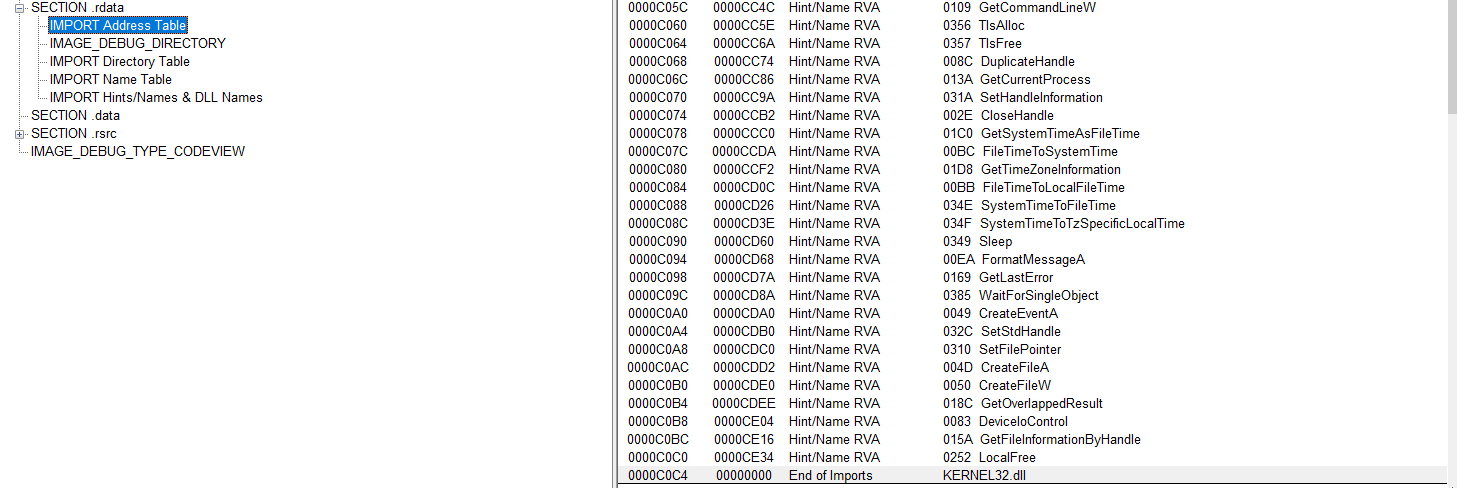 SECTION .rdata
IMPORT Address Table
IMAGE_DEBUG_DIRECTORY
IMPORT Directory Table
IMPORT Name Table
IMPORT Hints/Names & DLL Names
SECTION .data
SECTION .rsrc
IMAGE_DEBUG_TYPE_CODEVIEW
0000C05C 0000CC4C Hint/Name RVA 0109 GetCommandLineW
0000C060 0000CC5E Hint/Name RVA 0356 TlsAlloc
0000C064 0000CC6A Hint/Name RVA 0357 TlsFree
0000C068 0000CC74 Hint/Name RVA 008C DuplicateHandle
0000C06C 0000CC86 Hint/Name RVA 013A GetCurrentProcess
0000C070 0000CC9A Hint/Name RVA 031A SetHandleInformation
0000C074 0000CCB2 Hint/Name RVA 002E CloseHandle
0000C078 0000CCC0 Hint/Name RVA 01C0 GetSystemTimeAsFileTime
0000C07C 0000CCDA Hint/Name RVA 00BC FileTimeToSystemTime
0000C080 0000CCF2 Hint/Name RVA 01D8 GetTimeZoneInformation
0000C084 0000CD0C Hint/Name RVA 00BB FileTimeToLocalFileTime
0000C088 0000CD26 Hint/Name RVA 034E SystemTimeToFileTime
0000C08C 0000CD3E Hint/Name RVA 034F SystemTimeToTzSpecificLocalTime
0000C090 0000CD60 Hint/Name RVA 0349 Sleep
0000C094 0000CD68 Hint/Name RVA 00EA FormatMessageA
0000C098 0000CD7A Hint/Name RVA 0169 GetLastError
0000C09C 0000CD8A Hint/Name RVA 0385 WaitForSingleObject
0000C0A0 0000CDA0 Hint/Name RVA 0049 CreateEventA
0000C0A4 0000CDB0 Hint/Name RVA 032C SetStdHandle
0000C0A8 0000CDC0 Hint/Name RVA 0310 SetFilePointer
0000C0AC 0000CDD2 Hint/Name RVA 004D CreateFileA
0000C0B0 0000CDE0 Hint/Name RVA 0050 CreateFileW
0000C0B4 0000CDEE Hint/Name RVA 018C GetOverlappedResult
0000C0B8 0000CE04 Hint/Name RVA 0083 DeviceIoControl
0000C0BC 0000CE16 Hint/Name RVA 015A GetFileInformationByHandle
0000C0C0 0000CE34 Hint/Name RVA 0252 LocalFree
0000C0C4 00000000 End of Imports KERNEL32.dll